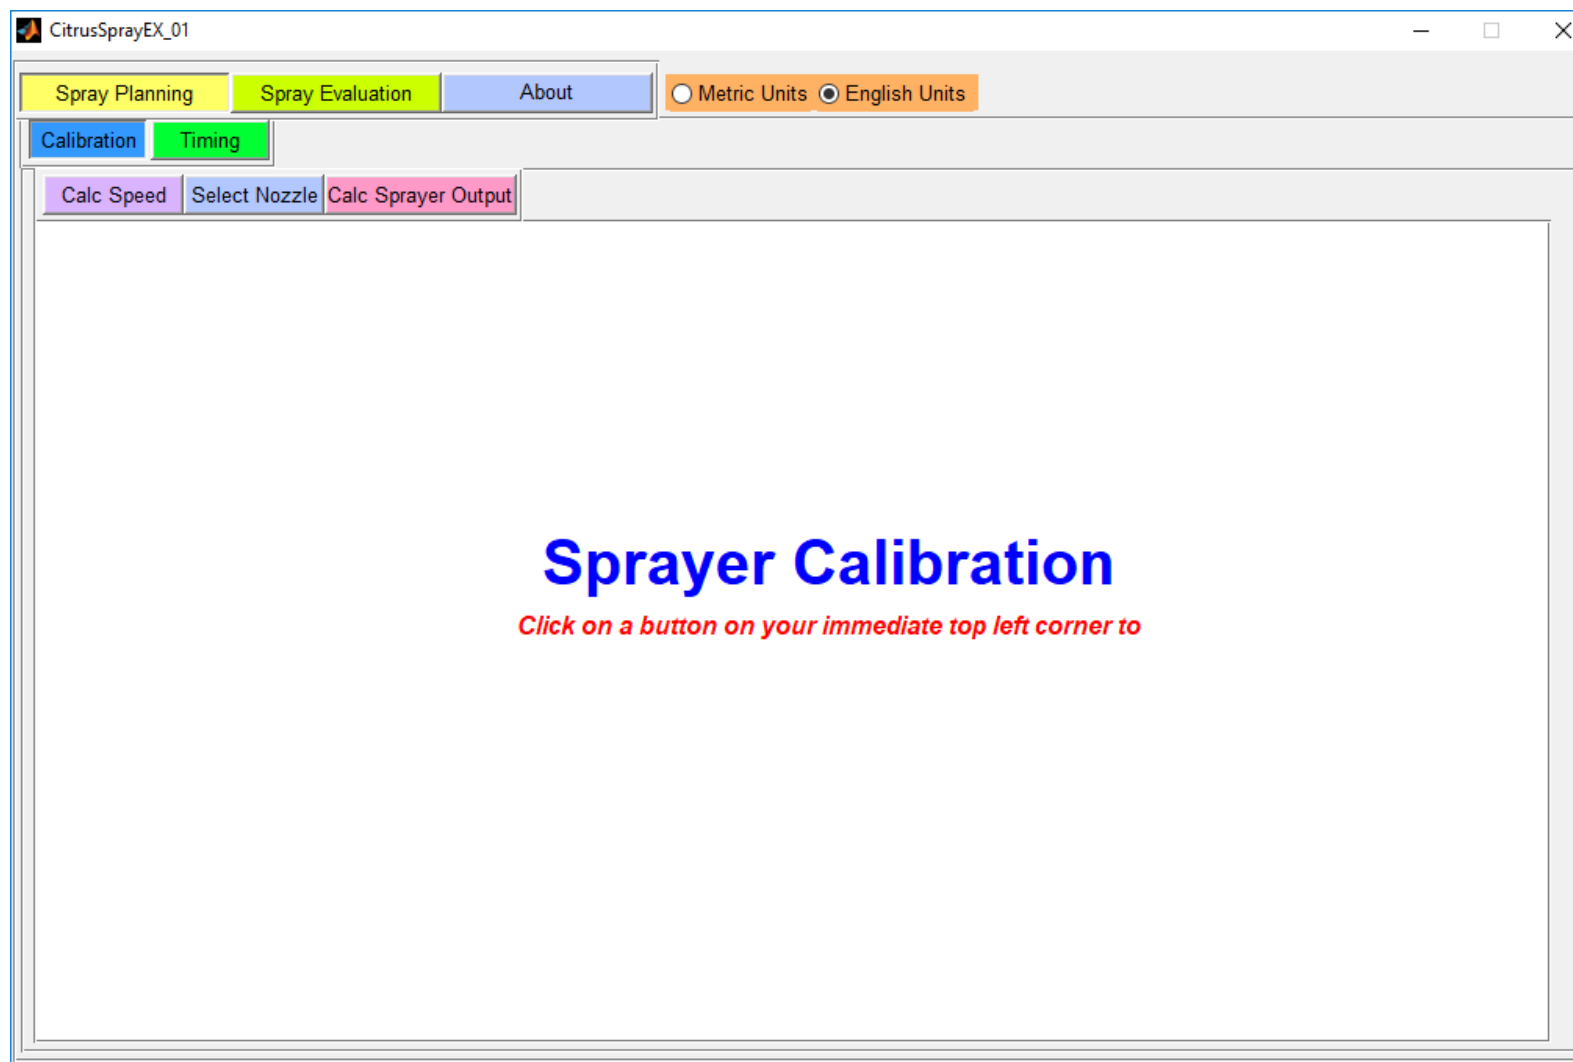 CitrusSprayEX_01
Spray Planning Spray Evaluation About Metric Units English Units
Calibration Timing
Calc Speed Select Nozzle Calc Sprayer Output
Sprayer Calibration
Click on a button on your immediate top left corner to